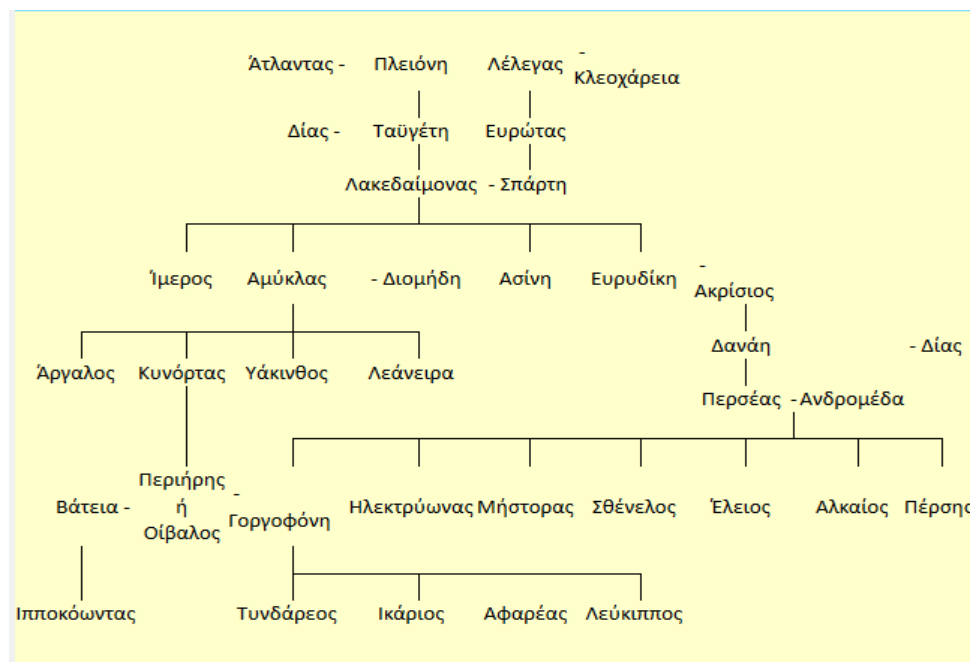 Άτλαντας - Πλειόνη Λέλεγας - Κλεοχάρεια
Δίας - Ταϋγέτη Ευρώτας
Λακεδαίμονας - Σπάρτη
Ίμερος Αμύκλας - Διομήδη Ασίνη Ευρυδίκη - Ακρίσιος
Δανάη - Δίας
Άργαλος Κυνόρτας Υάκινθος Λεάνειρα
Περσέας - Ανδρομέδα
Βάτεια - Περιήρης ή Οίβαλος - Γοργοφόνη Ηλεκτρύωνας Μήστορας Σθένελος Έλειος Αλκαίος Πέρσης
Ιπποκόωντας Τυνδάρεος Ικάριος Αφαρέας Λεύκιππος